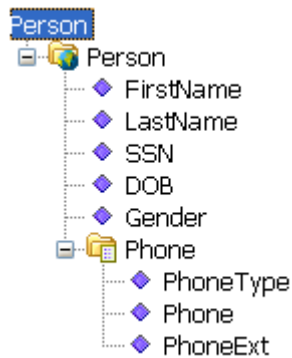 Person
Person
FirstName
LastName
SSN
DOB
Gender
Phone
PhoneType
Phone
PhoneExt